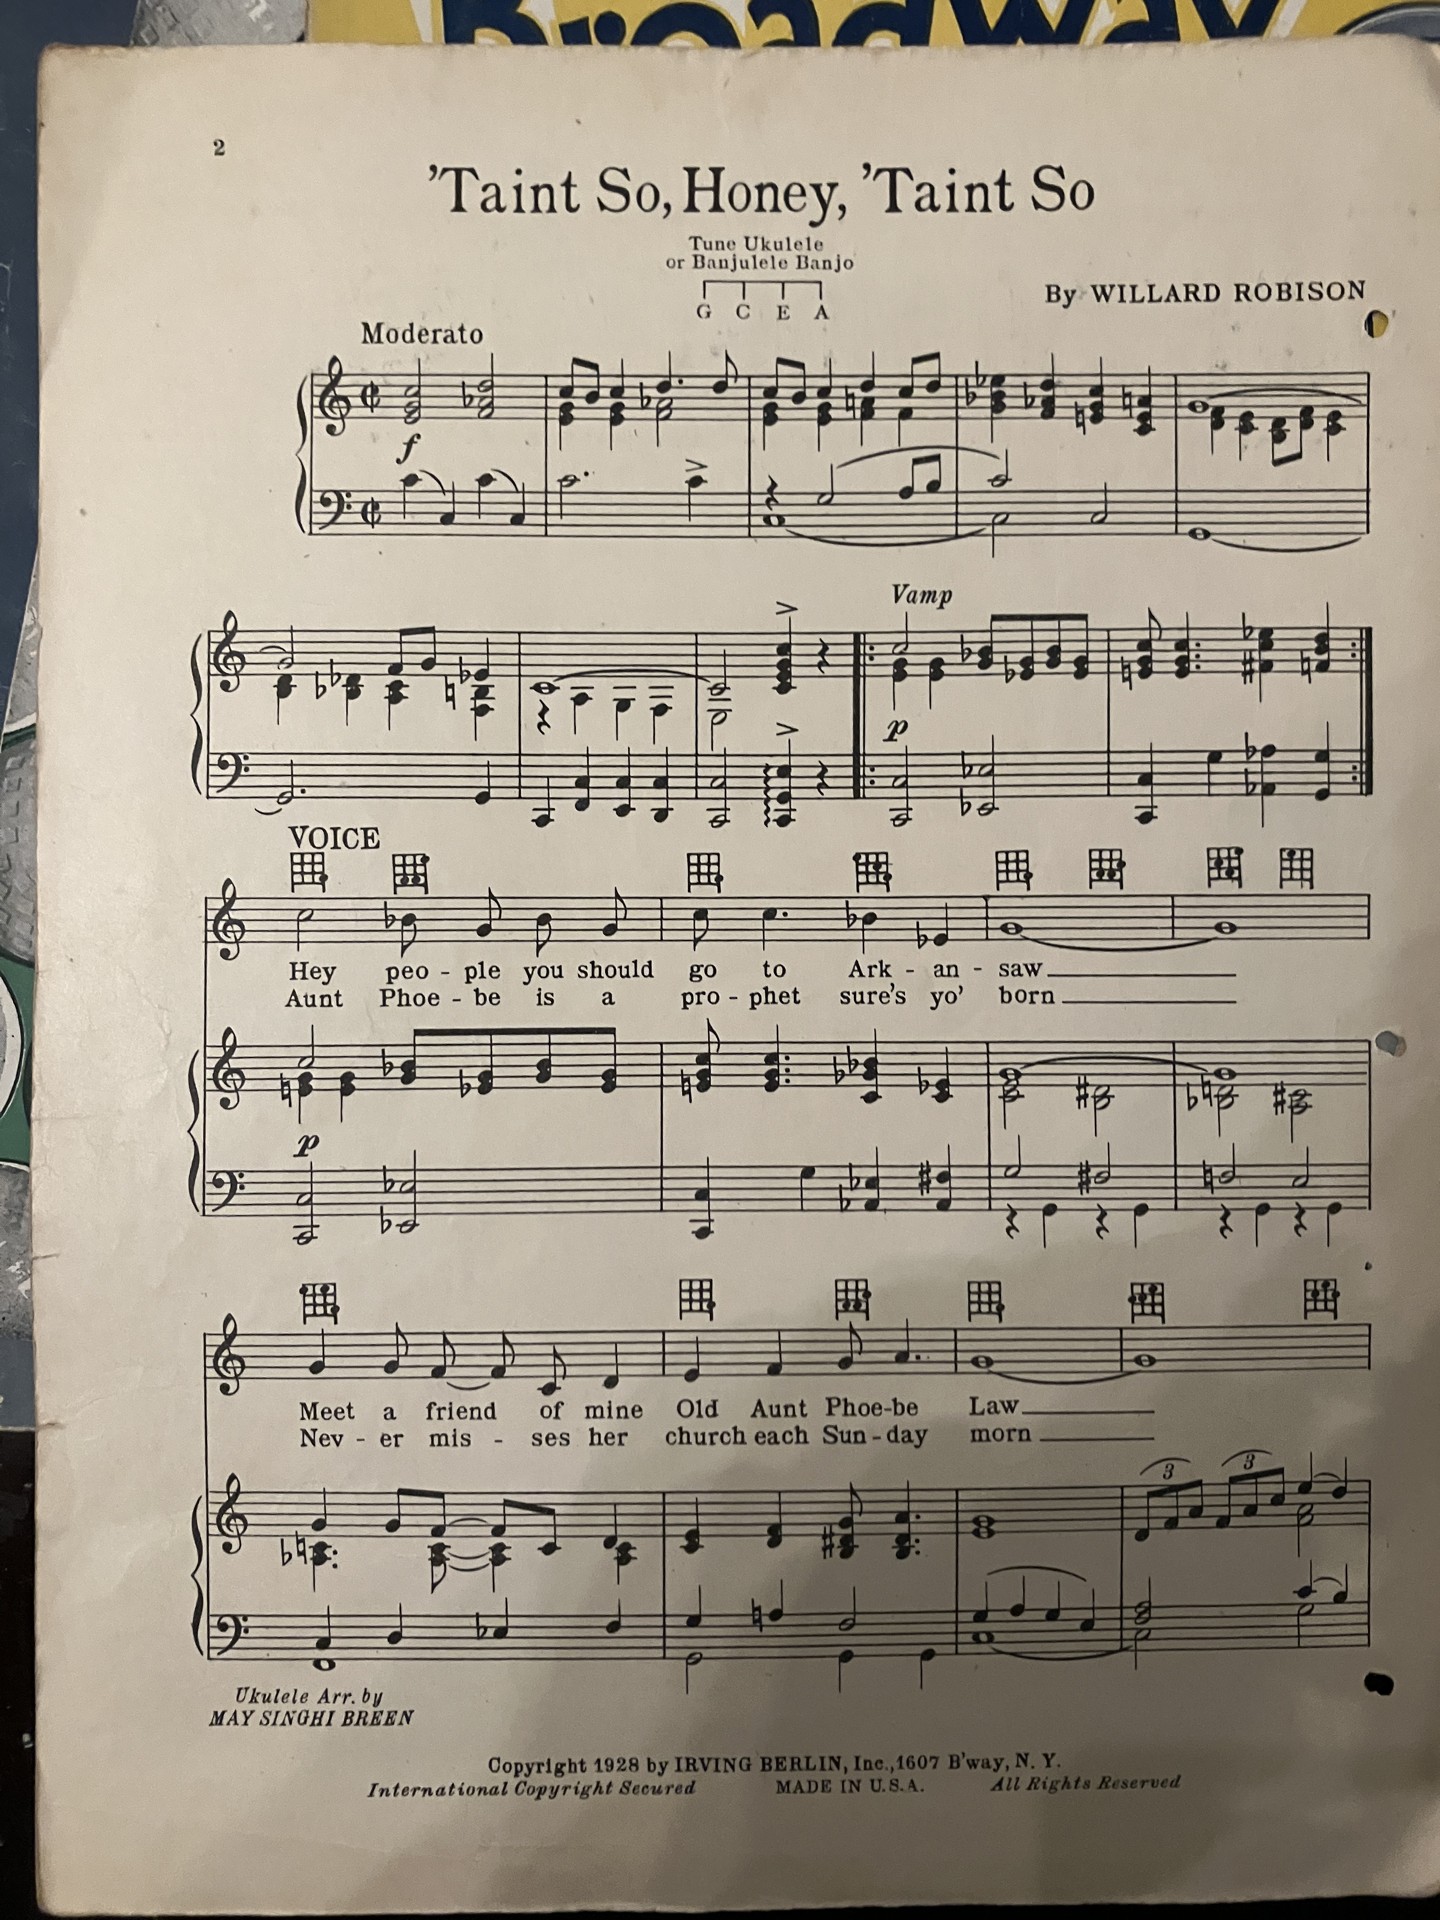 Broadway
2
'Taint So, Honey, 'Taint So
Tune Ukulele
or Banjulele Banjo
G C E A
By WILLARD ROBISON
Moderato
f
Vamp
p
VOICE
Hey peo - ple you should go to Ark - an - saw
Aunt Phoe - be is a pro - phet sure's yo' born
p
Meet a friend of mine Old Aunt Phoe-be Law
Nev - er mis - ses her church each Sun - day morn
3 3
Ukulele Arr. by
MAY SINGHI BREEN
Copyright 1928 by IRVING BERLIN, Inc., 1607 B'way, N. Y.
International Copyright Secured MADE IN U.S.A. All Rights Reserved